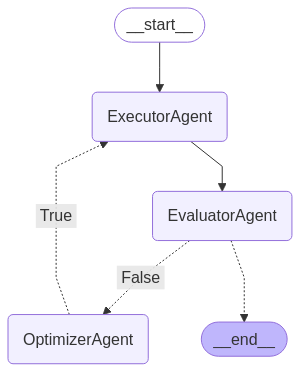 __start__
ExecutorAgent
True
EvaluatorAgent
False
OptimizerAgent
__end__